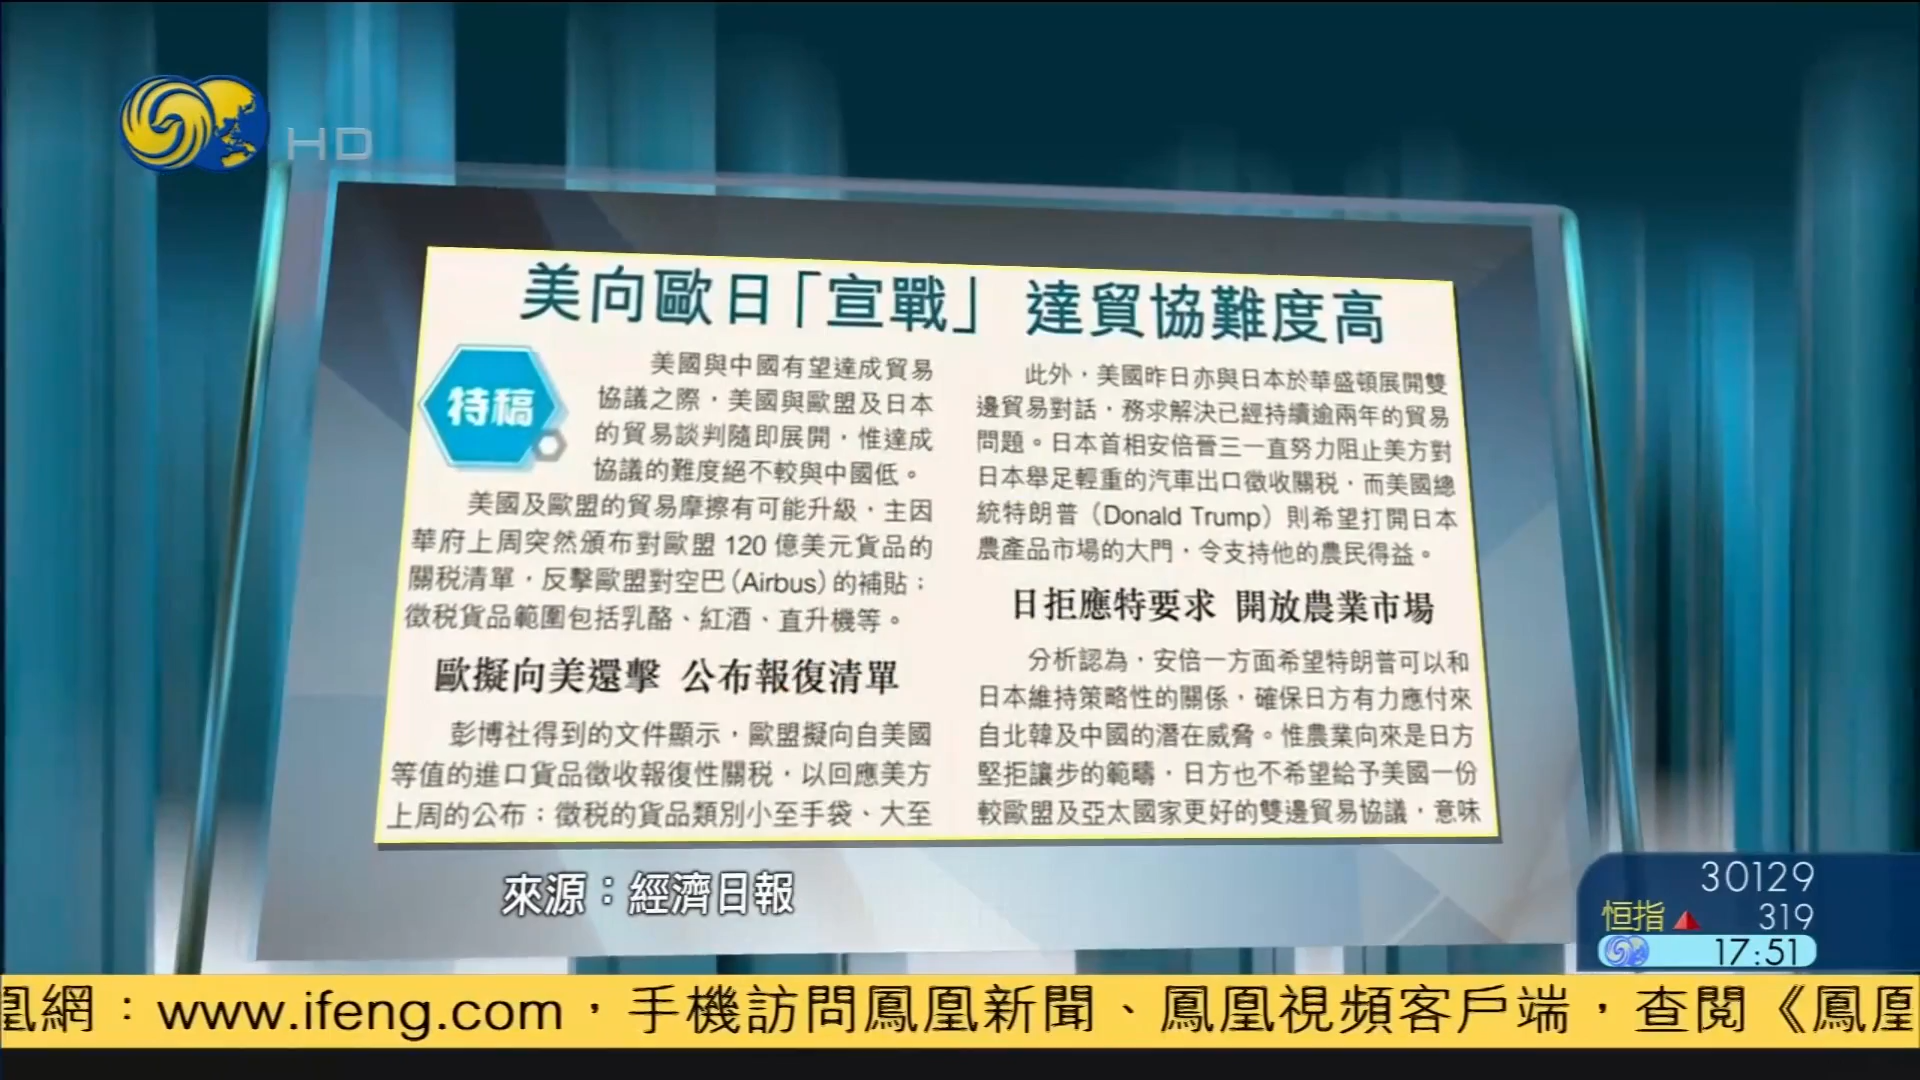 HD
美向歐日「宣戰」 達貿協難度高
特稿
美國與中國有望達成貿易
協議之際，美國與歐盟及日本
的貿易談判隨即展開，惟達成
協議的難度絕不較與中國低。
美國及歐盟的貿易摩擦有可能升級，主因
華府上周突然頒布對歐盟 120 億美元貨品的
關稅清單，反擊歐盟對空巴（Airbus）的補貼；
徵稅貨品範圍包括乳酪、紅酒、直升機等。
歐擬向美還擊 公布報復清單
彭博社得到的文件顯示，歐盟擬向自美國
等值的進口貨品徵收報復性關稅，以回應美方
上周的公布；徵稅的貨品類別小至手袋、大至
此外，美國昨日亦與日本於華盛頓展開雙
邊貿易對話，務求解決已經持續逾兩年的貿易
問題。日本首相安倍晉三一直努力阻止美方對
日本舉足輕重的汽車出口徵收關稅，而美國總
統特朗普（Donald Trump）則希望打開日本
農產品市場的大門，令支持他的農民得益。
日拒應特要求 開放農業市場
分析認為，安倍一方面希望特朗普可以和
日本維持策略性的關係，確保日方有力應付來
自北韓及中國的潛在威脅。惟農業向來是日方
堅拒讓步的範疇，日方也不希望給予美國一份
較歐盟及亞太國家更好的雙邊貿易協議，意味
來源：經濟日報
30129
恒指 319
17:51
凰網：www.ifeng.com，手機訪問鳳凰新聞、鳳凰視頻客戶端，查閱《鳳凰